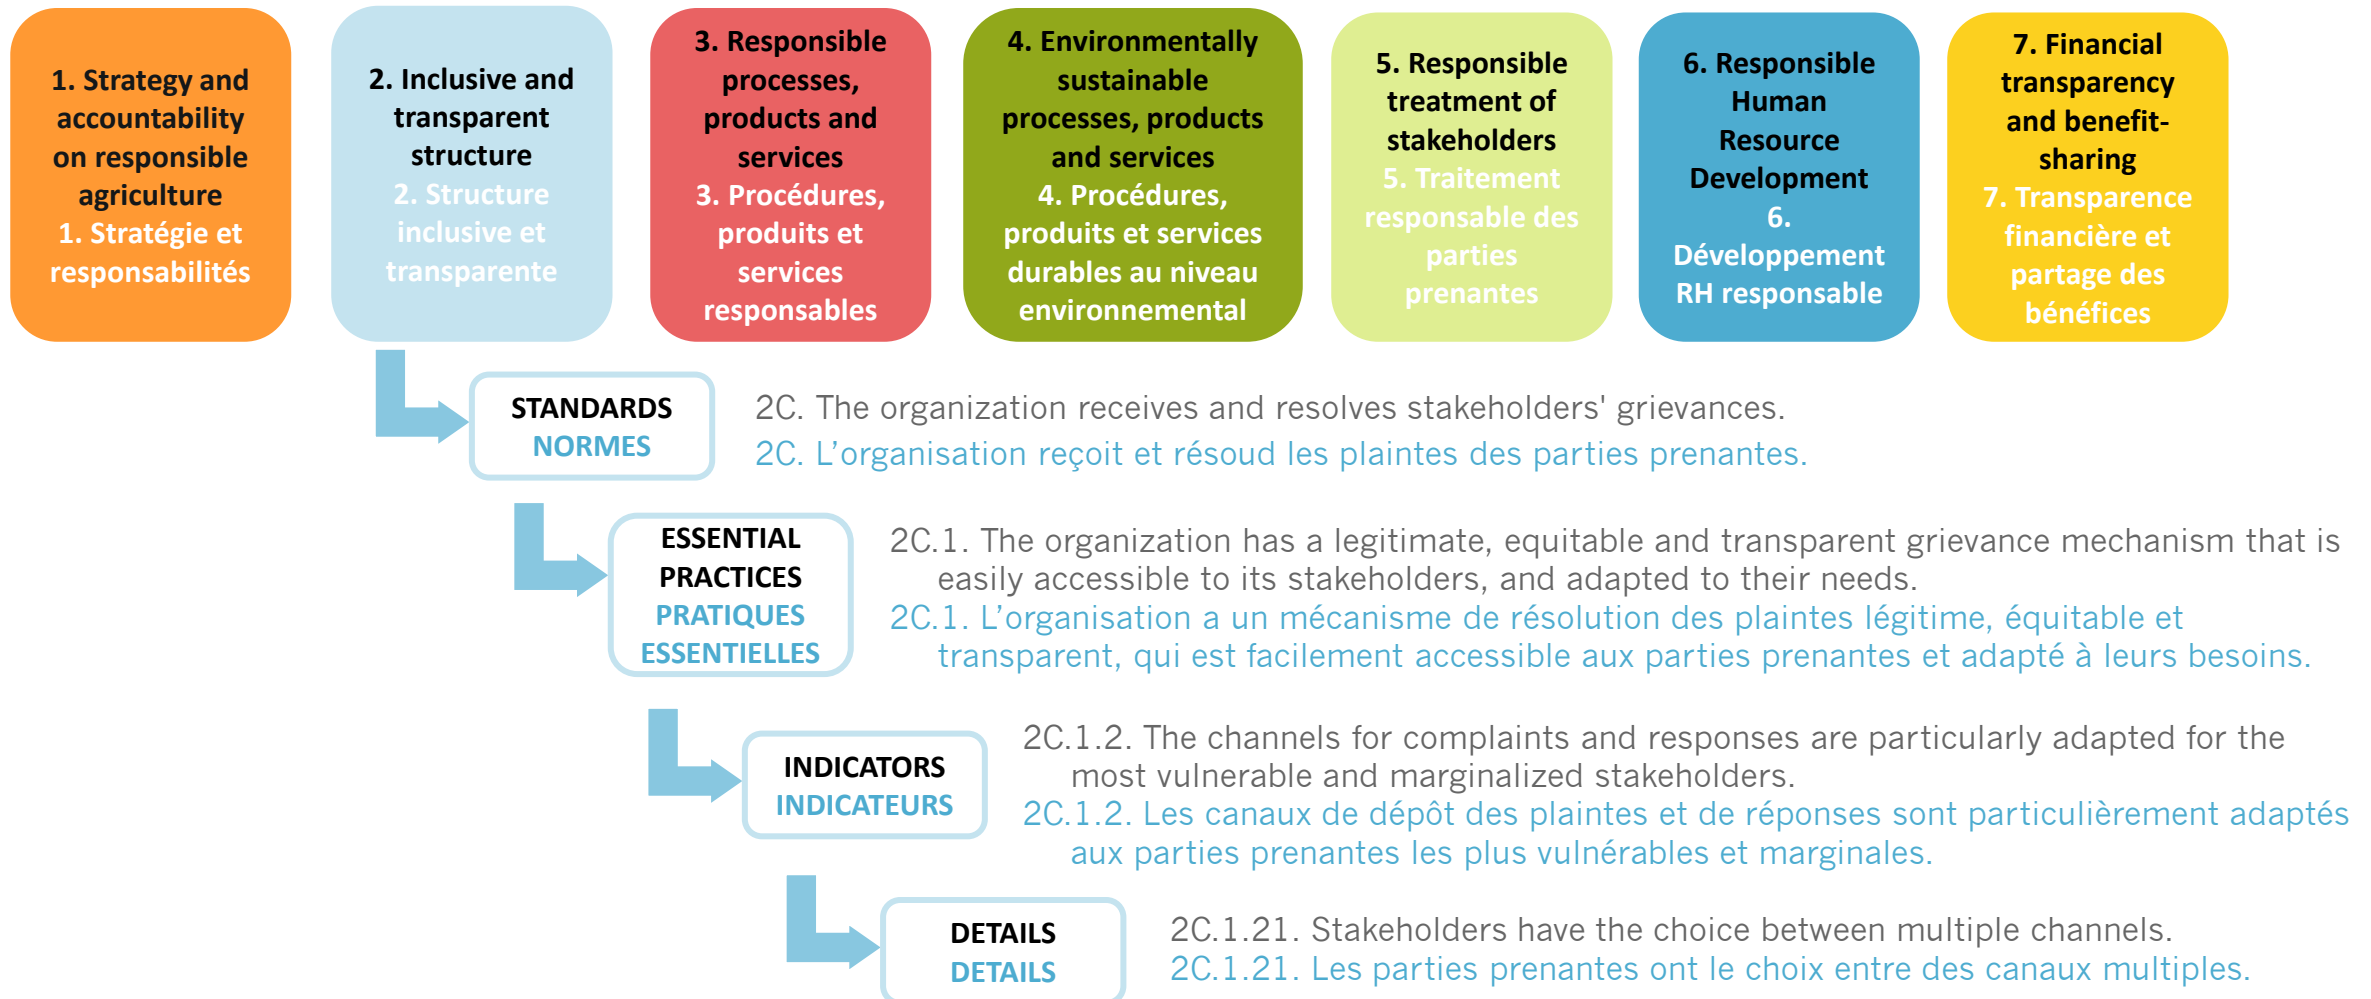 1. Strategy and
accountability
on responsible
agriculture
1. Stratégie et
responsabilités
2. Inclusive and
transparent
structure
2. Structure
inclusive et
transparente
3. Responsible
processes,
products and
services
3. Procédures,
produits et
services
responsables
4. Environmentally
sustainable
processes, products
and services
4. Procédures,
produits et services
durables au niveau
environnemental
5. Responsible
treatment of
stakeholders
5. Traitement
responsable des
parties
prenantes
6. Responsible
Human
Resource
Development
6.
Développement
RH responsable
7. Financial
transparency
and benefit-
sharing
7. Transparence
financière et
partage des
bénéfices
STANDARDS
NORMES
2C. The organization receives and resolves stakeholders' grievances.
2C. L’organisation reçoit et résoud les plaintes des parties prenantes.
ESSENTIAL
PRACTICES
PRATIQUES
ESSENTIELLES
2C.1. The organization has a legitimate, equitable and transparent grievance mechanism that is
easily accessible to its stakeholders, and adapted to their needs.
2C.1. L’organisation a un mécanisme de résolution des plaintes légitime, équitable et
transparent, qui est facilement accessible aux parties prenantes et adapté à leurs besoins.
INDICATORS
INDICATEURS
2C.1.2. The channels for complaints and responses are particularly adapted for the
most vulnerable and marginalized stakeholders.
2C.1.2. Les canaux de dépôt des plaintes et de réponses sont particulièrement adaptés
aux parties prenantes les plus vulnérables et marginales.
DETAILS
DETAILS
2C.1.21. Stakeholders have the choice between multiple channels.
2C.1.21. Les parties prenantes ont le choix entre des canaux multiples.